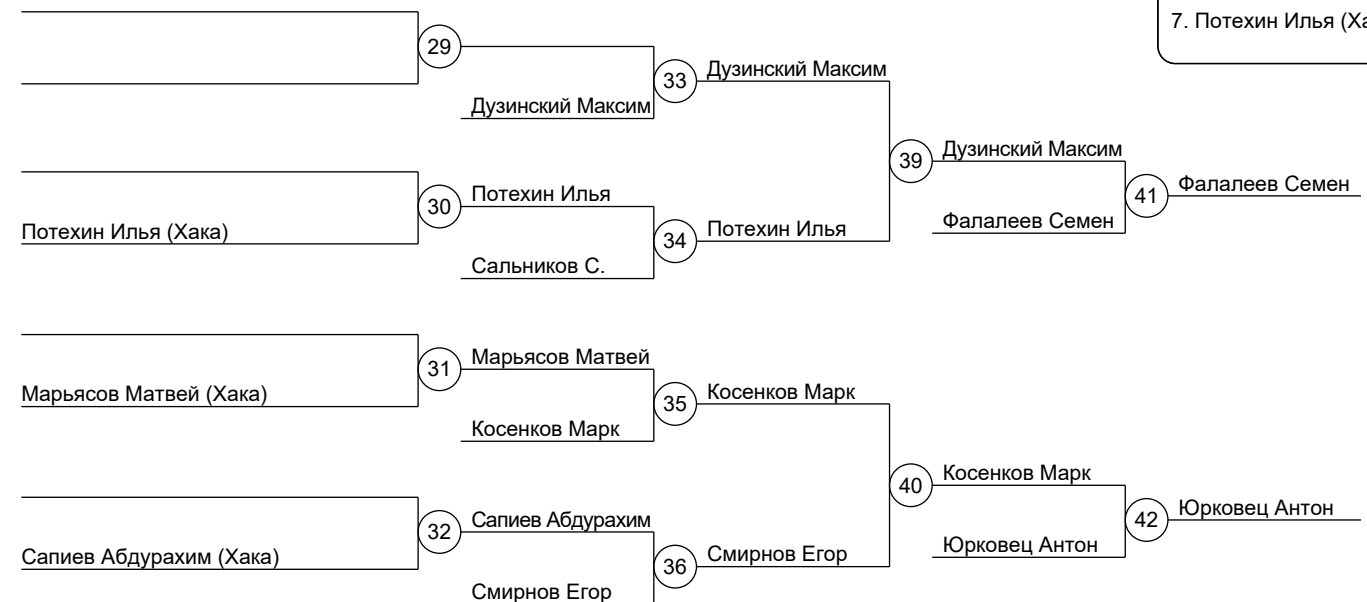 7. Потехин Илья (Ха
29
Дузинский Максим
33
Дузинский Максим
39
Дузинский Максим
Потехин Илья (Хака)
30
Потехин Илья
Сальников С.
34
Потехин Илья
Фалалеев Семен
41
Фалалеев Семен
Марьясов Матвей (Хака)
31
Марьясов Матвей
Косенков Марк
35
Косенков Марк
40
Косенков Марк
Сапиев Абдурахим (Хака)
32
Сапиев Абдурахим
Смирнов Егор
36
Смирнов Егор
Юрковец Антон
42
Юрковец Антон